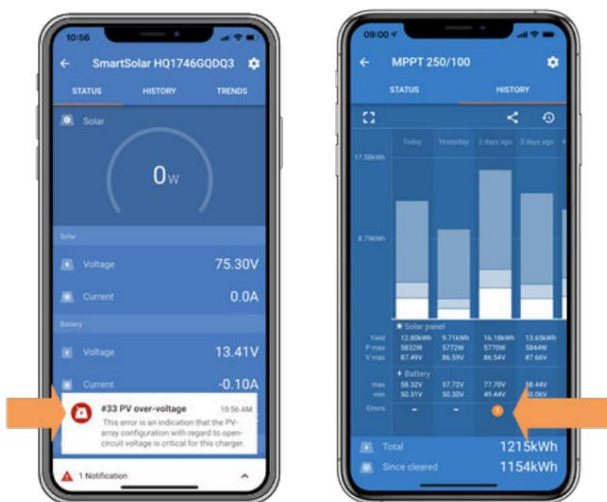 10:56
SmartSolar HQ1746GQDQ3
STATUS HISTORY TRENDS
Solar
0W
Solar
Voltage 75.30V
Current 0.0A
Battery
Voltage 13.41V
Current -0.10A
#33 PV over-voltage 10:56 AM
This error is an indication that the PV-
array configuration with regard to open-
circuit voltage is critical for this charger.
1 Notification
09:00
MPPT 250/100
STATUS HISTORY
Today Yesterday 2 days ago 3 days ago 4
17.58kWh
8.79kWh
Solar panel
Yield 12.80kWh 9.71kWh 16.18kWh 13.65kWh
P max 5832W 5772W 5770W 5844W
V max 87.49V 86.59V 86.54V 87.66V
Battery
max 58.32V 57.72V 77.70V 58.44V
min 50.31V 50.30V 49.44V
Errors - - 1
Total 1215kWh
Since cleared 1154kWh